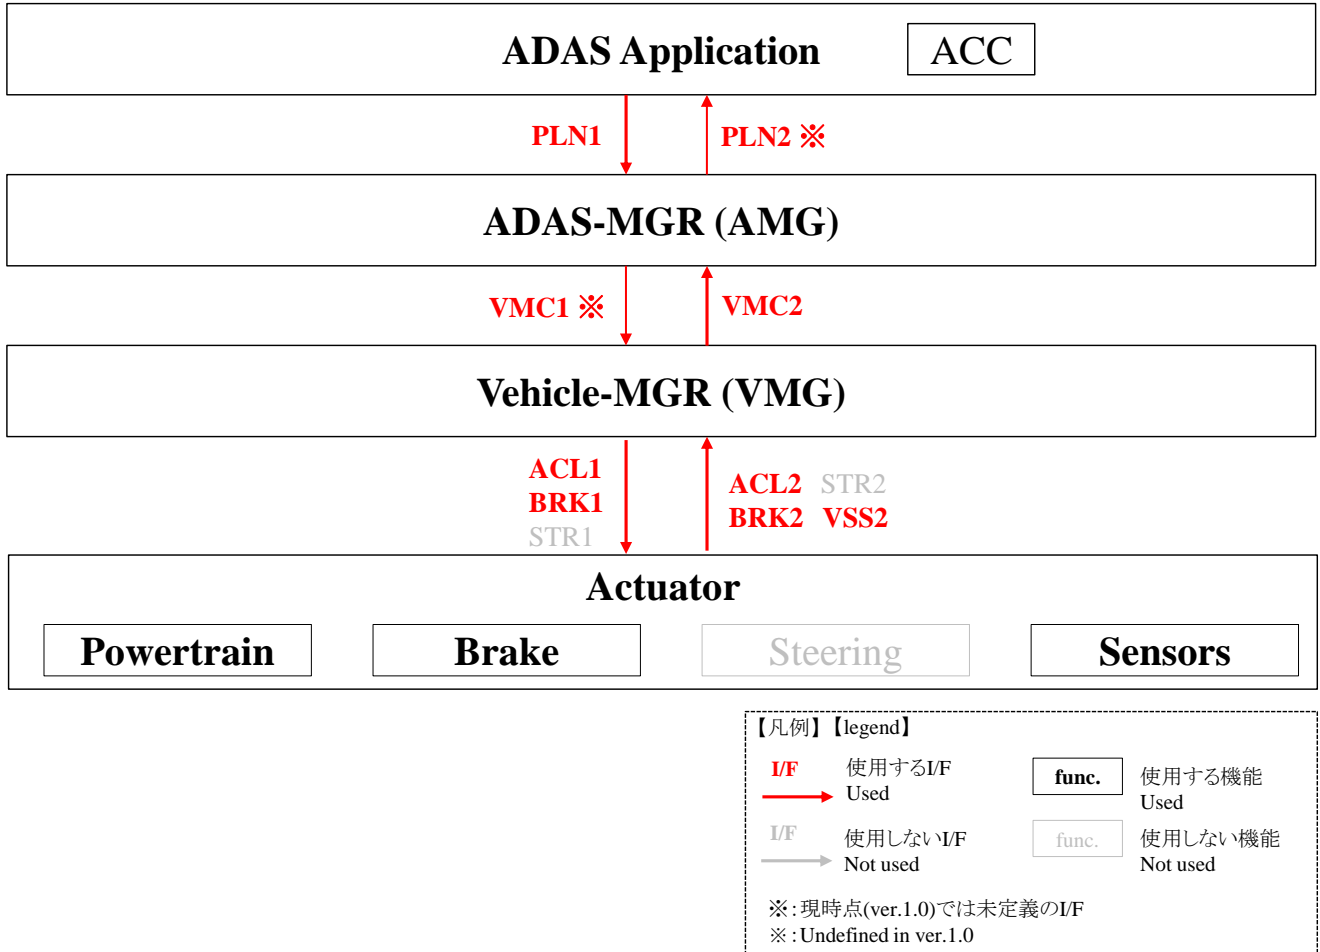 ADAS Application
ACC
PLN1
PLN2 ※
ADAS-MGR (AMG)
VMC1 ※
VMC2
Vehicle-MGR (VMG)
ACL1
BRK1
STR1
ACL2 STR2
BRK2 VSS2
Actuator
Powertrain
Brake
Steering
Sensors
【凡例】【legend】
I/F
使用するI/F
Used
func.
使用する機能
Used
I/F
使用しないI/F
Not used
func.
使用しない機能
Not used
※:現時点(ver.1.0)では未定義のI/F
※:Undefined in ver.1.0